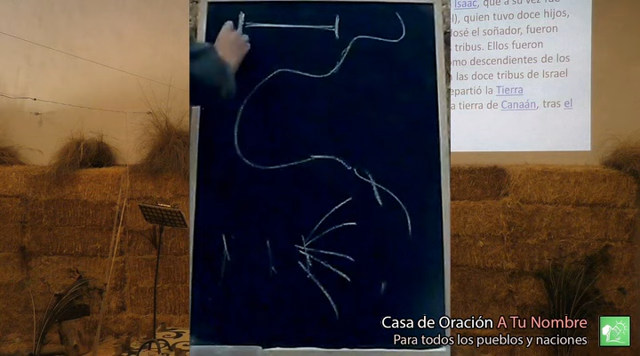 Isaac, que a su vez fue
), quien tuvo doce hijos,
osé el soñador, fueron
tribus. Ellos fueron
omo descendientes de los
las doce tribus de Israel
epartió la Tierra
a tierra de Canaán, tras el
Casa de Oración A Tu Nombre
Para todos los pueblos y naciones